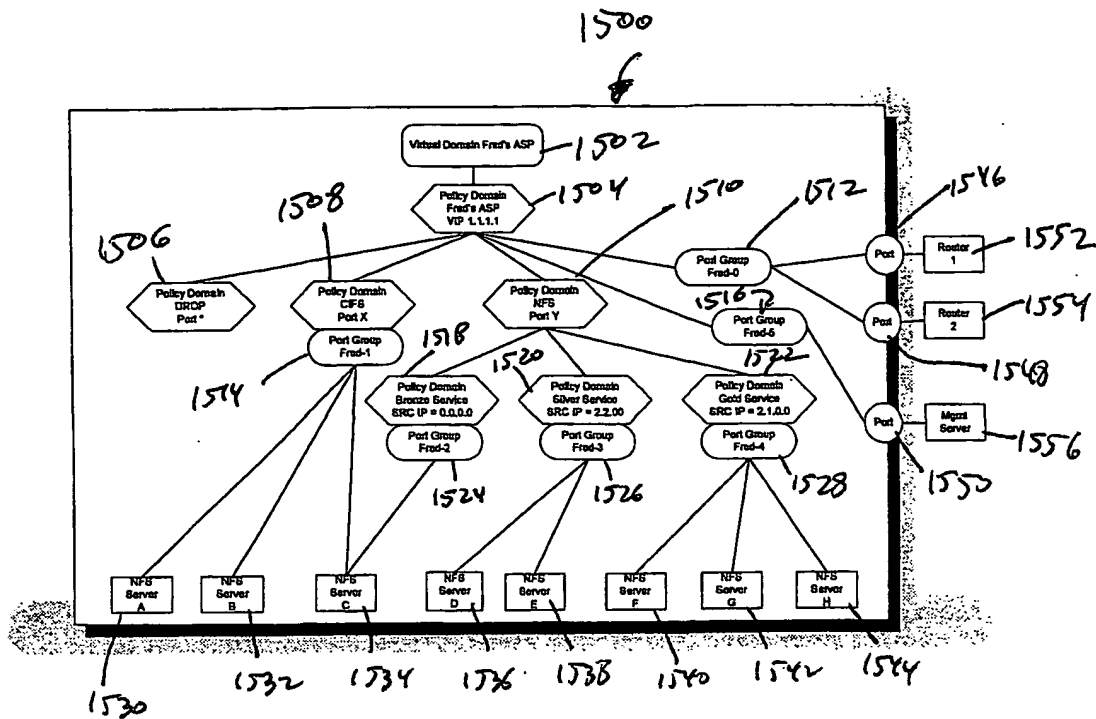 1500
Virtual Domain Fred's ASP
1502
Policy Domain
Fred's ASP
VIP 1.1.1.1
1504
1510
1512
1546
1508
1506
Port Group
Fred-0
Port
Router
1
1552
Policy Domain
DROP
Port *
Policy Domain
CIFS
Port X
Policy Domain
NFS
Port Y
1516
Port Group
Fred-5
Port
Router
2
1554
1548
Port Group
Fred-1
1514
1518
1520
1522
Policy Domain
Bronze Service
SRC IP = 0.0.0.0
Policy Domain
Silver Service
SRC IP = 2.2.00
Policy Domain
Gold Service
SRC IP = 2.1.0.0
Port
Mgmt
Server
1556
1550
Port Group
Fred-2
Port Group
Fred-3
Port Group
Fred-4
1524
1526
1528
NFS
Server
A
NFS
Server
B
NFS
Server
C
NFS
Server
D
NFS
Server
E
NFS
Server
F
NFS
Server
G
NFS
Server
H
1530
1532
1534
1536
1538
1540
1542
1544